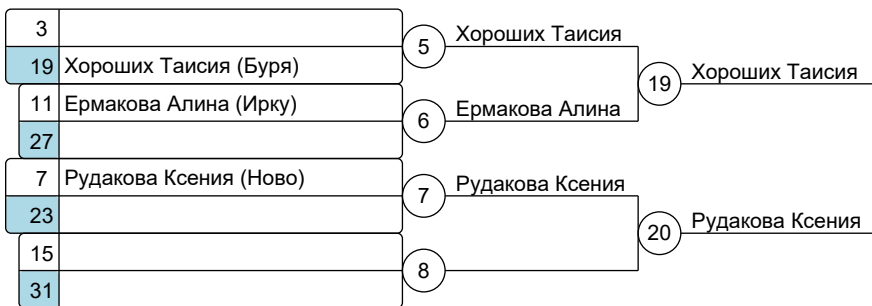 3
5 Хороших Таисия
19 Хороших Таисия (Буря)
19 Хороших Таисия
11 Ермакова Алина (Ирку)
6 Ермакова Алина
27
7 Рудакова Ксения (Ново)
7 Рудакова Ксения
23
20 Рудакова Ксения
15
8
31